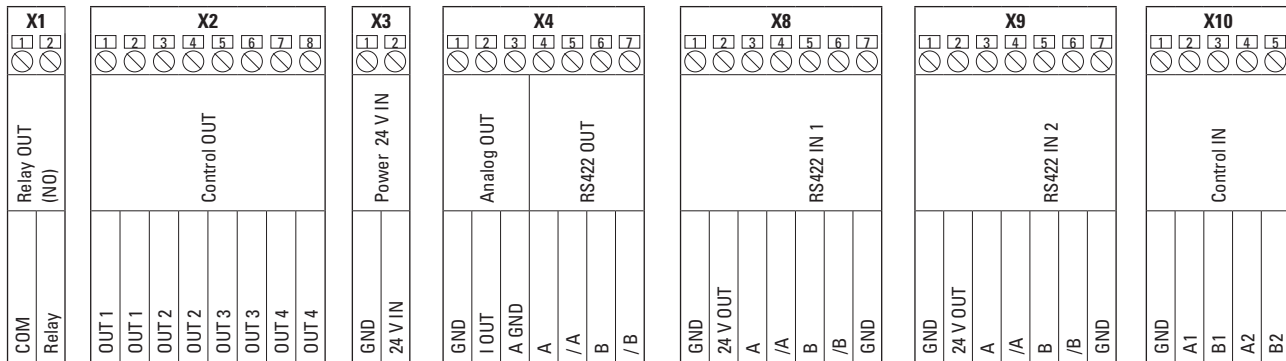 X1
X2
X3
X4
X8
X9
X10
1 2
1 2 3 4 5 6 7 8
1 2
1 2 3 4 5 6 7
1 2 3 4 5 6 7
1 2 3 4 5 6 7
1 2 3 4 5
Relay OUT
(NO)
Control OUT
Power 24 V IN
Analog OUT
RS422 OUT
RS422 IN 1
RS422 IN 2
Control IN
COM
Relay
OUT 1
OUT 1
OUT 2
OUT 2
OUT 3
OUT 3
OUT 4
OUT 4
GND
24 V IN
GND
I OUT
A GND
A
/ A
B
/ B
GND
24 V OUT
A
/A
B
/B
GND
GND
24 V OUT
A
/A
B
/B
GND
GND
A1
B1
A2
B2